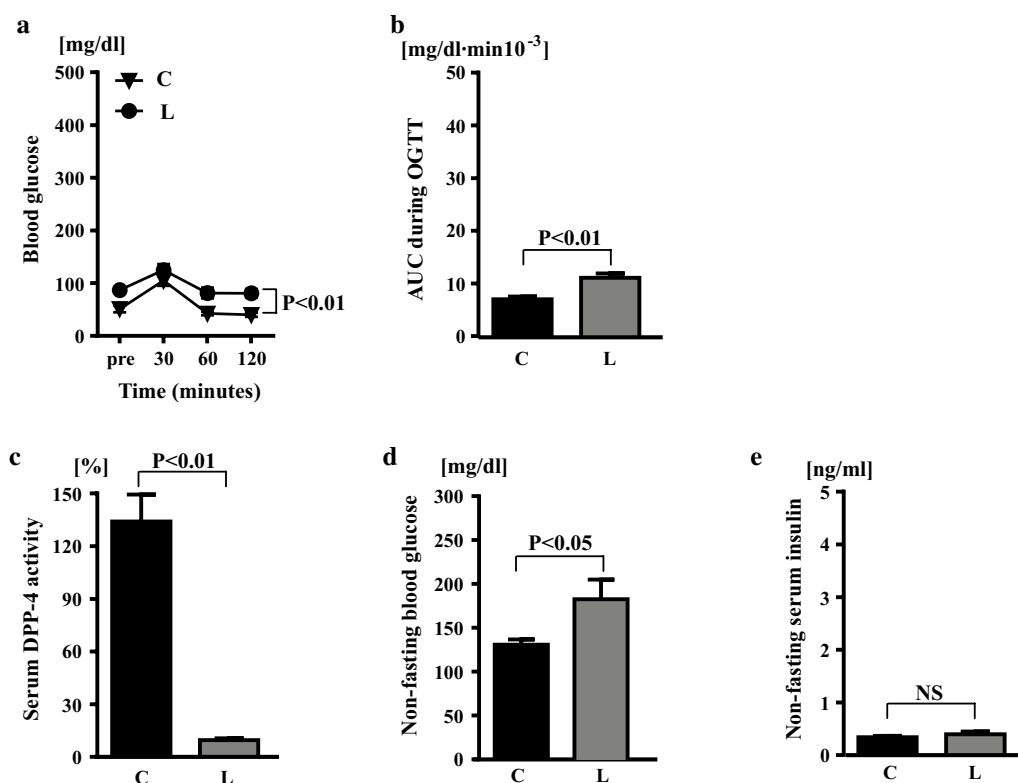 a
[mg/dl]
500
400
300
200
100
0
Blood glucose
C
L
P<0.01
pre 30 60 120
Time (minutes)
b
[mg/dl·min10-3]
50
40
30
20
10
0
AUC during OGTT
P<0.01
C L
c
[%]
150
120
90
60
30
0
Serum DPP-4 activity
P<0.01
C L
d
[mg/dl]
300
250
200
150
100
50
0
Non-fasting blood glucose
P<0.05
C L
e
[ng/ml]
5
4
3
2
1
0
Non-fasting serum insulin
NS
C L